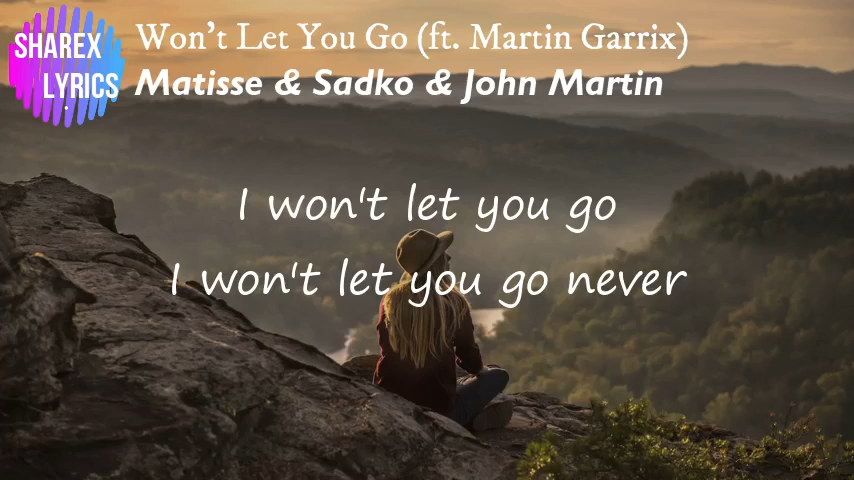 SHAREX
LYRICS
Won't Let You Go (ft. Martin Garrix)
Matisse & Sadko & John Martin
I won't let you go
I won't let you go never